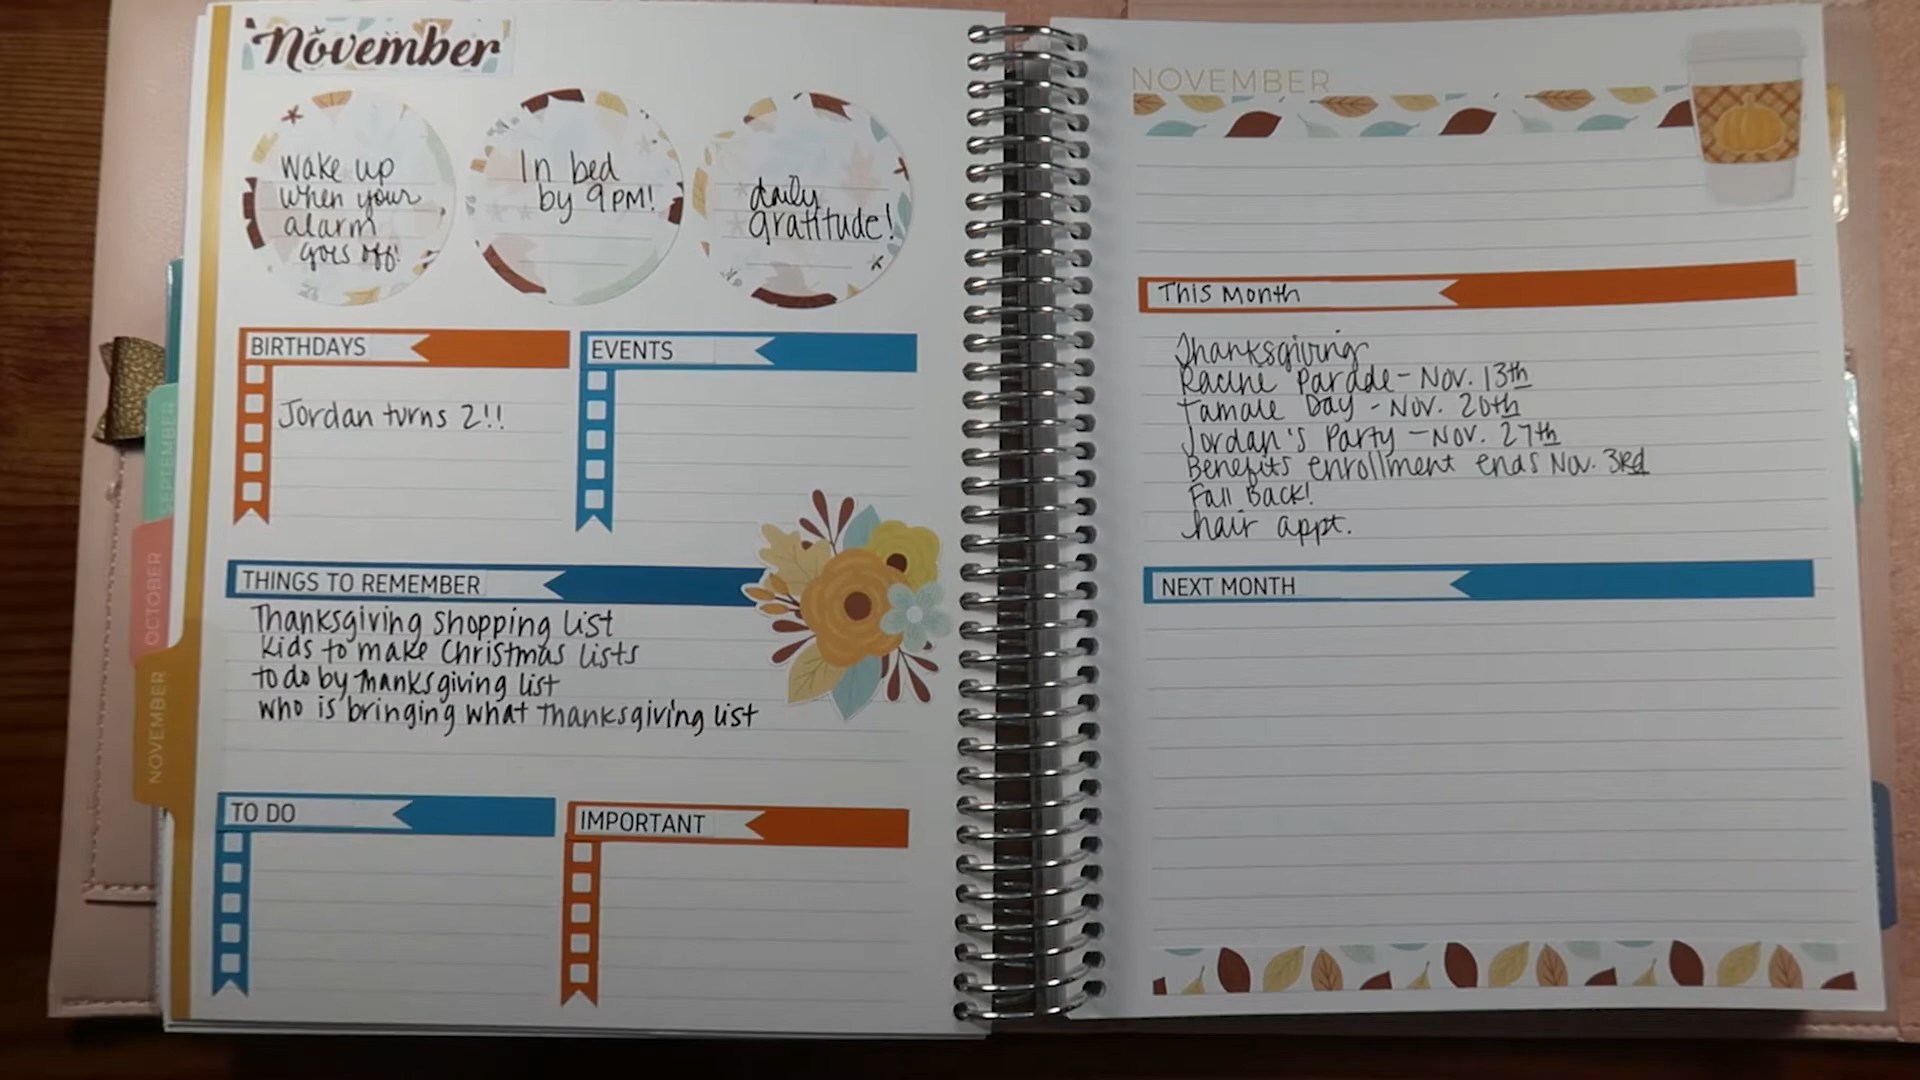 November
wake up
when your
alarm
goes off!
In bed
by 9PM!
daily
gratitude!
BIRTHDAYS
Jordan turns 2!!
EVENTS
THINGS TO REMEMBER
Thanksgiving shopping list
kids to make Christmas lists
to do by Thanksgiving list
who is bringing what Thanksgiving list
TO DO
IMPORTANT
SEPTEMBER
OCTOBER
NOVEMBER
NOVEMBER
This Month
Thanksgiving
Racine Parade - Nov. 13th
Tamale Day - Nov. 20th
Jordan's Party - Nov. 27th
Benefits enrollment ends Nov. 3rd
Fall Back!
hair appt.
NEXT MONTH